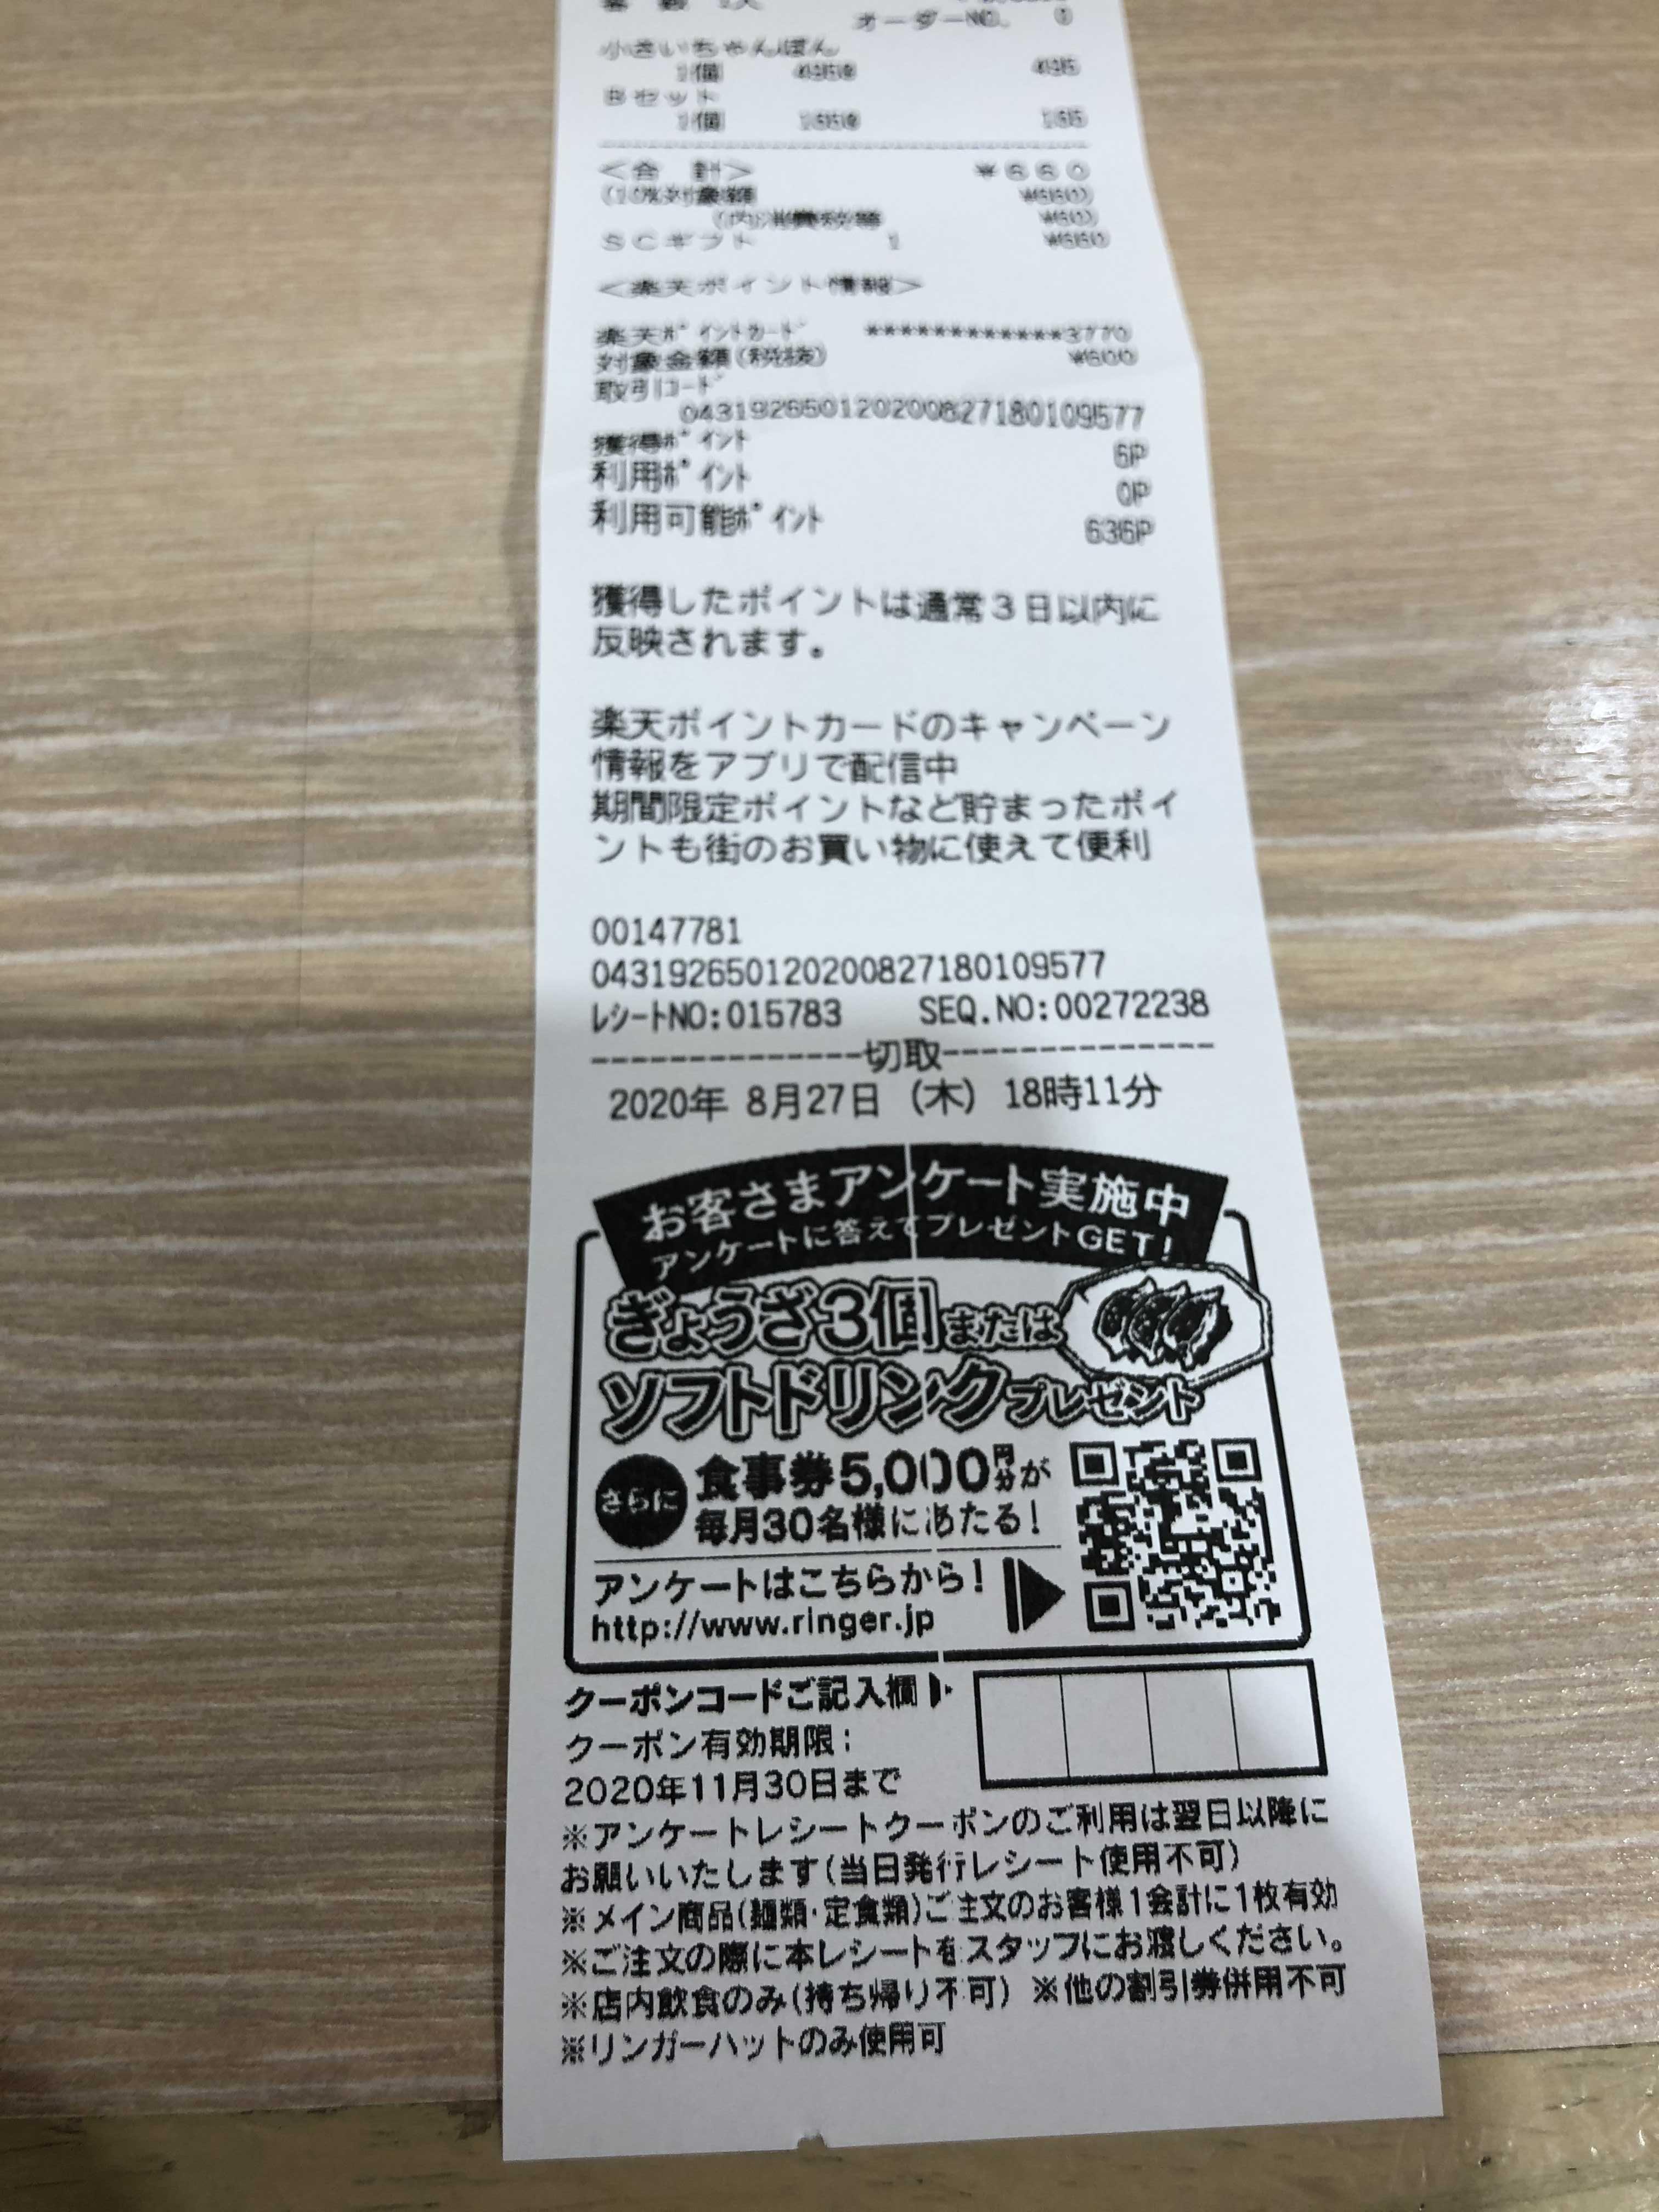 オーダーNO. 0
小さいちゃんぽん
1個 495@ 495
Bセット
1個 165@ 165
<合 計> ¥660
(10%対象額 ¥660)
(内)消費税等 ¥60)
SCギフト 1 ¥660
<楽天ポイント情報>
楽天ポイントカード ************3770
対象金額(税抜) ¥600
取引コード
043192650120200827180109577
獲得ポイント 6P
利用ポイント 0P
利用可能ポイント 636P
獲得したポイントは通常3日以内に
反映されます。
楽天ポイントカードのキャンペーン
情報をアプリで配信中
期間限定ポイントなど貯まったポイ
ントも街のお買い物に使えて便利
00147781
043192650120200827180109577
レシートNO:015783 SEQ.NO:00272238
--------------切取--------------
2020年 8月27日 (木) 18時11分
お客さまアンケート実施中
アンケートに答えてプレゼントGET!
ぎょうざ3個または
ソフトドリンクプレゼント
さらに 食事券5,000円分が
毎月30名様にあたる!
アンケートはこちらから!
http://www.ringer.jp
クーポンコードご記入欄
クーポン有効期限:
2020年11月30日まで
※アンケートレシートクーポンのご利用は翌日以降に
お願いいたします(当日発行レシート使用不可)
※メイン商品(麺類・定食類)ご注文のお客様1会計に1枚有効
※ご注文の際に本レシートをスタッフにお渡しください。
※店内飲食のみ(持ち帰り不可) ※他の割引券併用不可
※リンガーハットのみ使用可